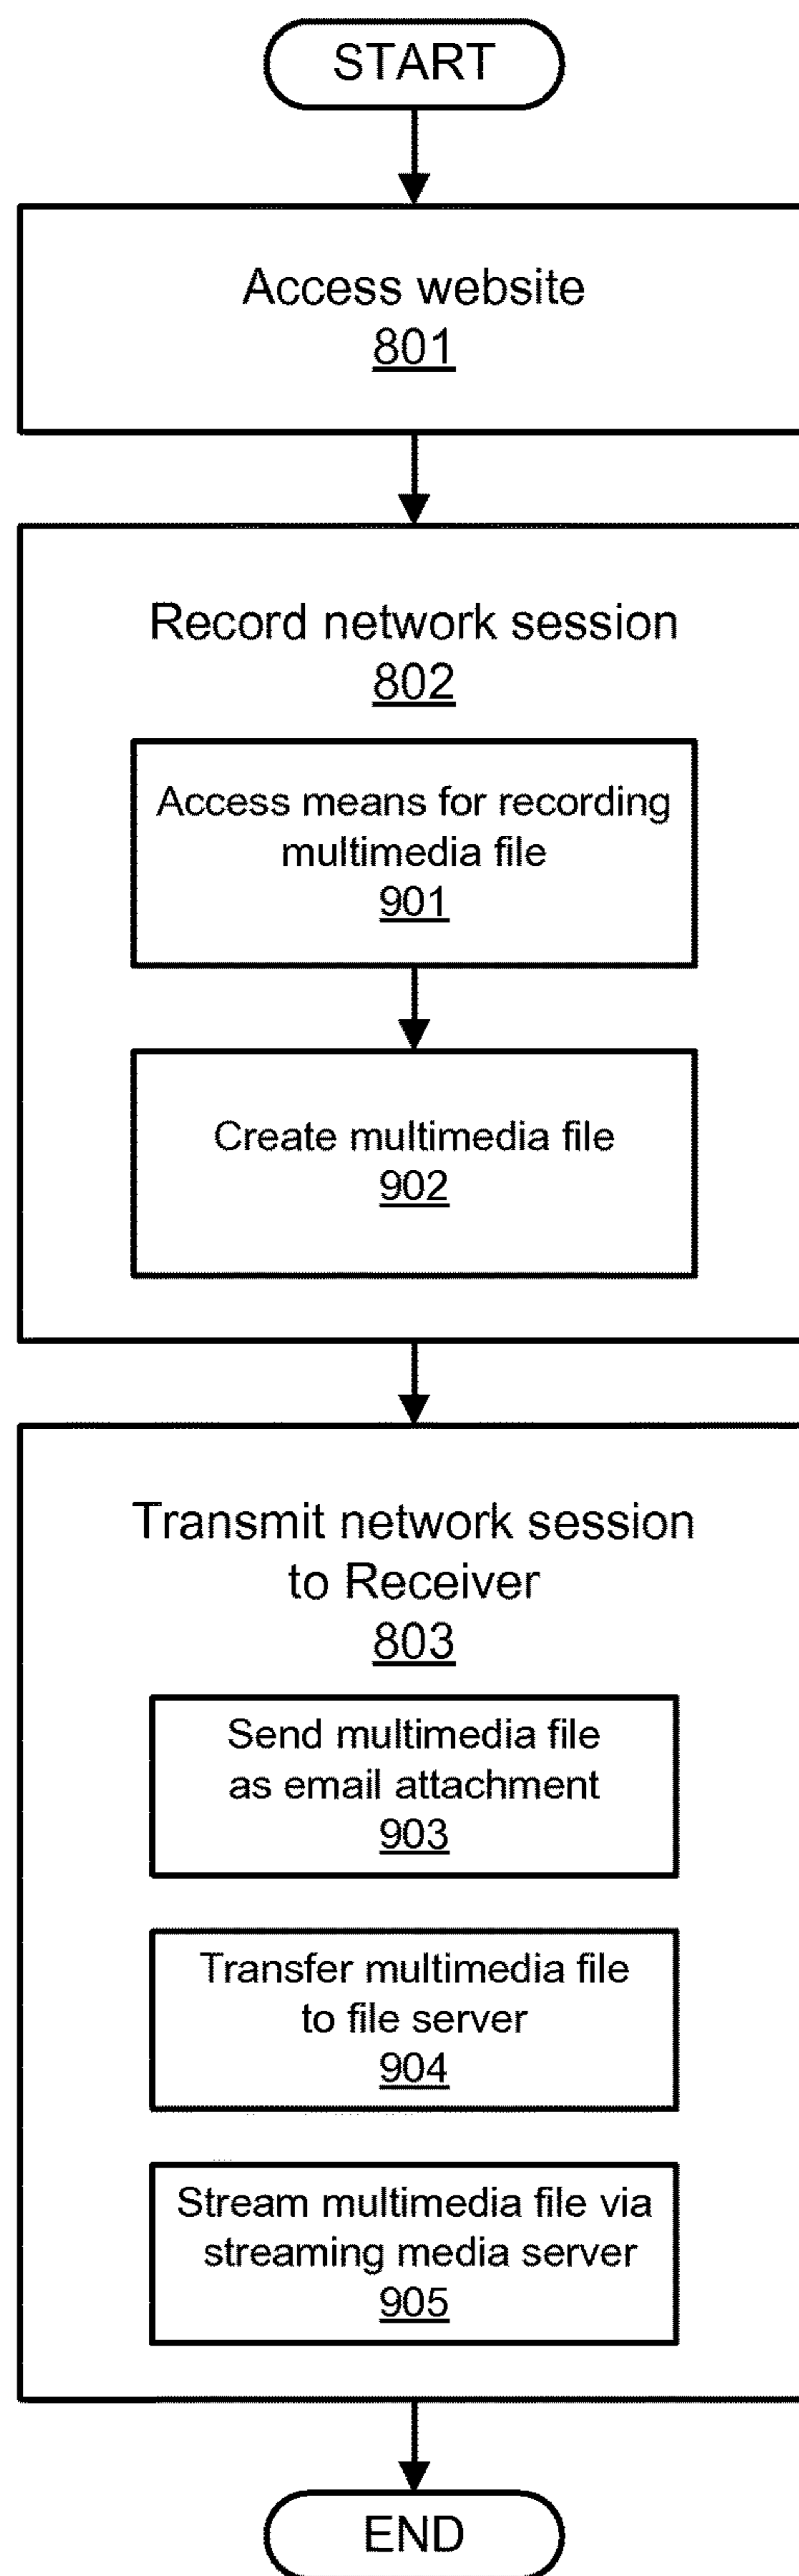 START
Access website
801
Record network session
802
Access means for recording
multimedia file
901
Create multimedia file
902
Transmit network session
to Receiver
803
Send multimedia file
as email attachment
903
Transfer multimedia file
to file server
904
Stream multimedia file via
streaming media server
905
END